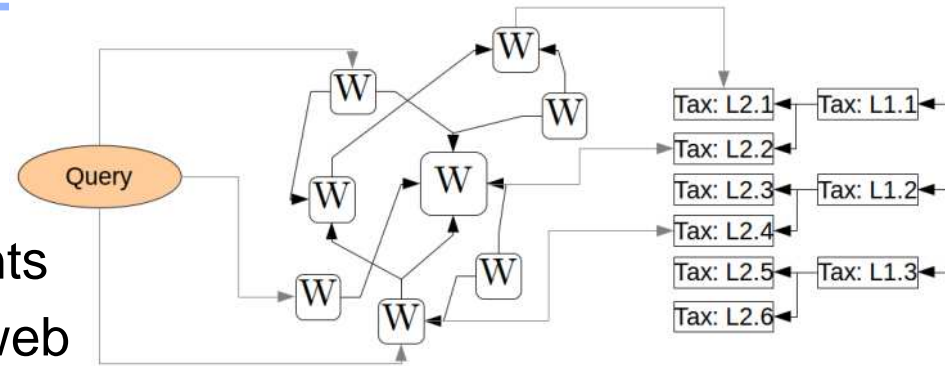 W
W
W
Tax: L2.1 Tax: L1.1
Tax: L2.2
Query
W
W
Tax: L2.3 Tax: L1.2
Tax: L2.4
nts
W
W
Tax: L2.5 Tax: L1.3
web
W
Tax: L2.6